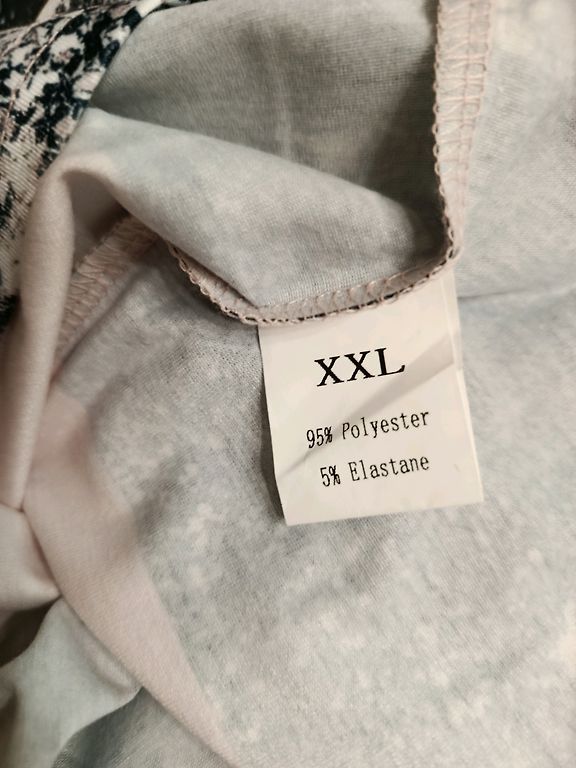 XXL
95% Polyester
5% Elastane